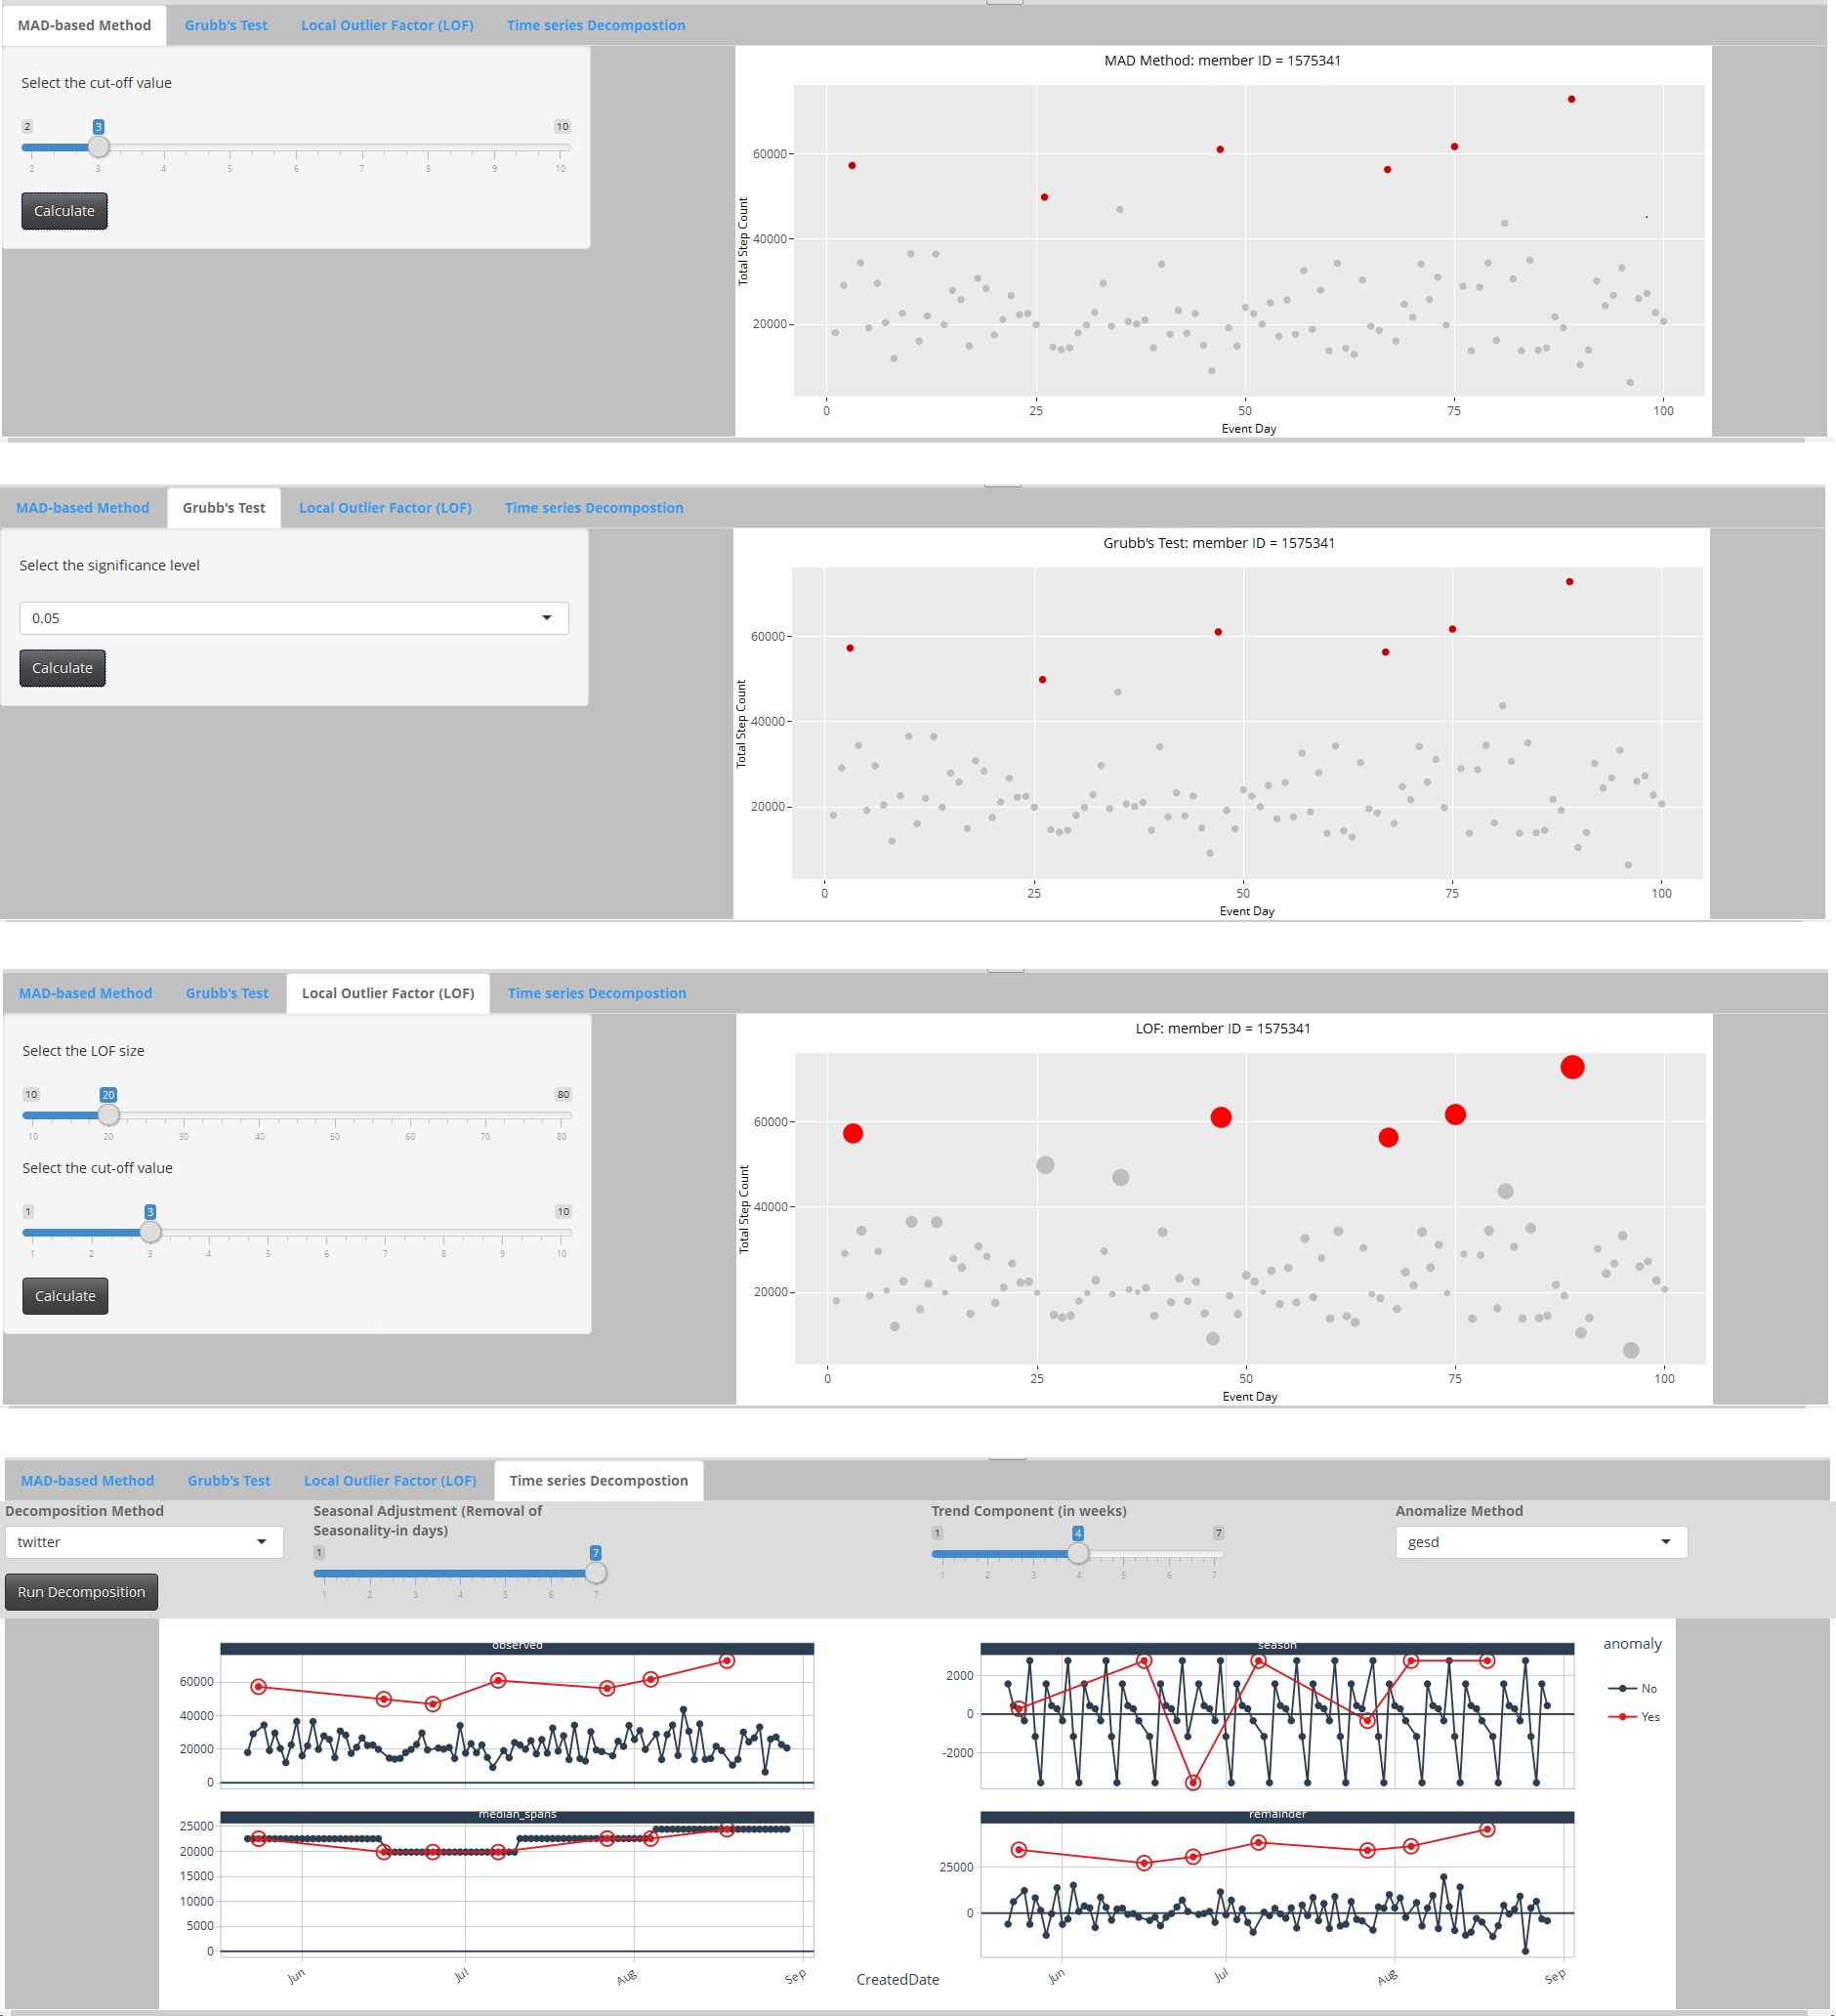 MAD-based Method Grubb's Test Local Outlier Factor (LOF) Time series Decompostion
Select the cut-off value
2 3 10
2 3 4 5 6 7 8 9 10
Calculate
MAD Method: member ID = 1575341
Total Step Count
60000
40000
20000
0 25 50 75 100
Event Day
MAD-based Method Grubb's Test Local Outlier Factor (LOF) Time series Decompostion
Select the significance level
0.05
Calculate
Grubb's Test: member ID = 1575341
Total Step Count
60000
40000
20000
0 25 50 75 100
Event Day
MAD-based Method Grubb's Test Local Outlier Factor (LOF) Time series Decompostion
Select the LOF size
10 20 80
10 20 30 40 50 60 70 80
Select the cut-off value
1 3 10
1 2 3 4 5 6 7 8 9 10
Calculate
LOF: member ID = 1575341
Total Step Count
60000
40000
20000
0 25 50 75 100
Event Day
MAD-based Method Grubb's Test Local Outlier Factor (LOF) Time series Decompostion
Decomposition Method
twitter
Run Decomposition
Seasonal Adjustment (Removal of
Seasonality-in days)
1 7
1 2 3 4 5 6 7
Trend Component (in weeks)
1 4 7
1 2 3 4 5 6 7
Anomalize Method
gesd
observed
60000
40000
20000
0
season
2000
0
-2000
anomaly
No
Yes
median_spans
25000
20000
15000
10000
5000
0
Jun Jul Aug Sep
remainder
25000
0
Jun Jul Aug Sep
CreatedDate